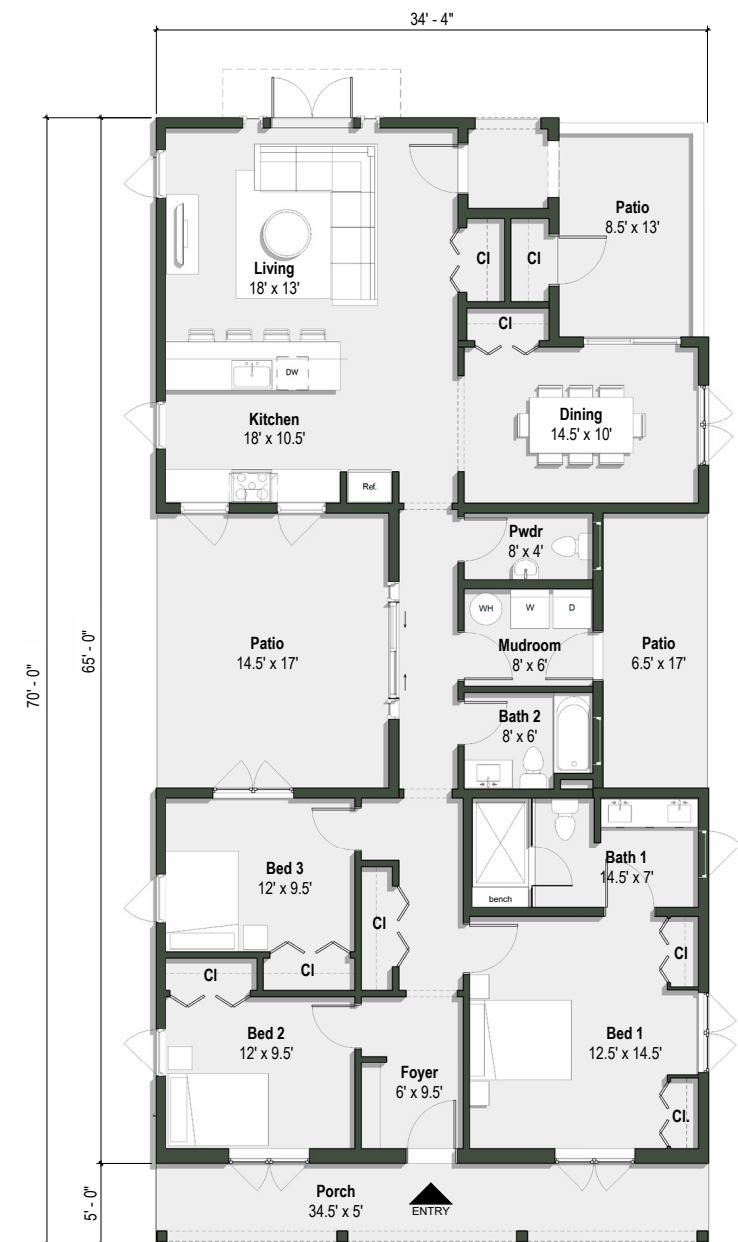 34' - 4"
Patio
8.5' x 13'
Living
18' x 13'
Cl
Cl
Cl
DW
Kitchen
18' x 10.5'
Dining
14.5' x 10'
Ref.
Pwdr
8' x 4'
WH
W
D
Patio
14.5' x 17'
Mudroom
8' x 6'
Patio
6.5' x 17'
65' - 0"
70' - 0"
Bath 2
8' x 6'
Bed 3
12' x 9.5'
Bath 1
14.5' x 7'
bench
Cl
Cl
Cl
Cl
Bed 2
12' x 9.5'
Bed 1
12.5' x 14.5'
Foyer
6' x 9.5'
Cl.
5' - 0"
Porch
34.5' x 5'
ENTRY